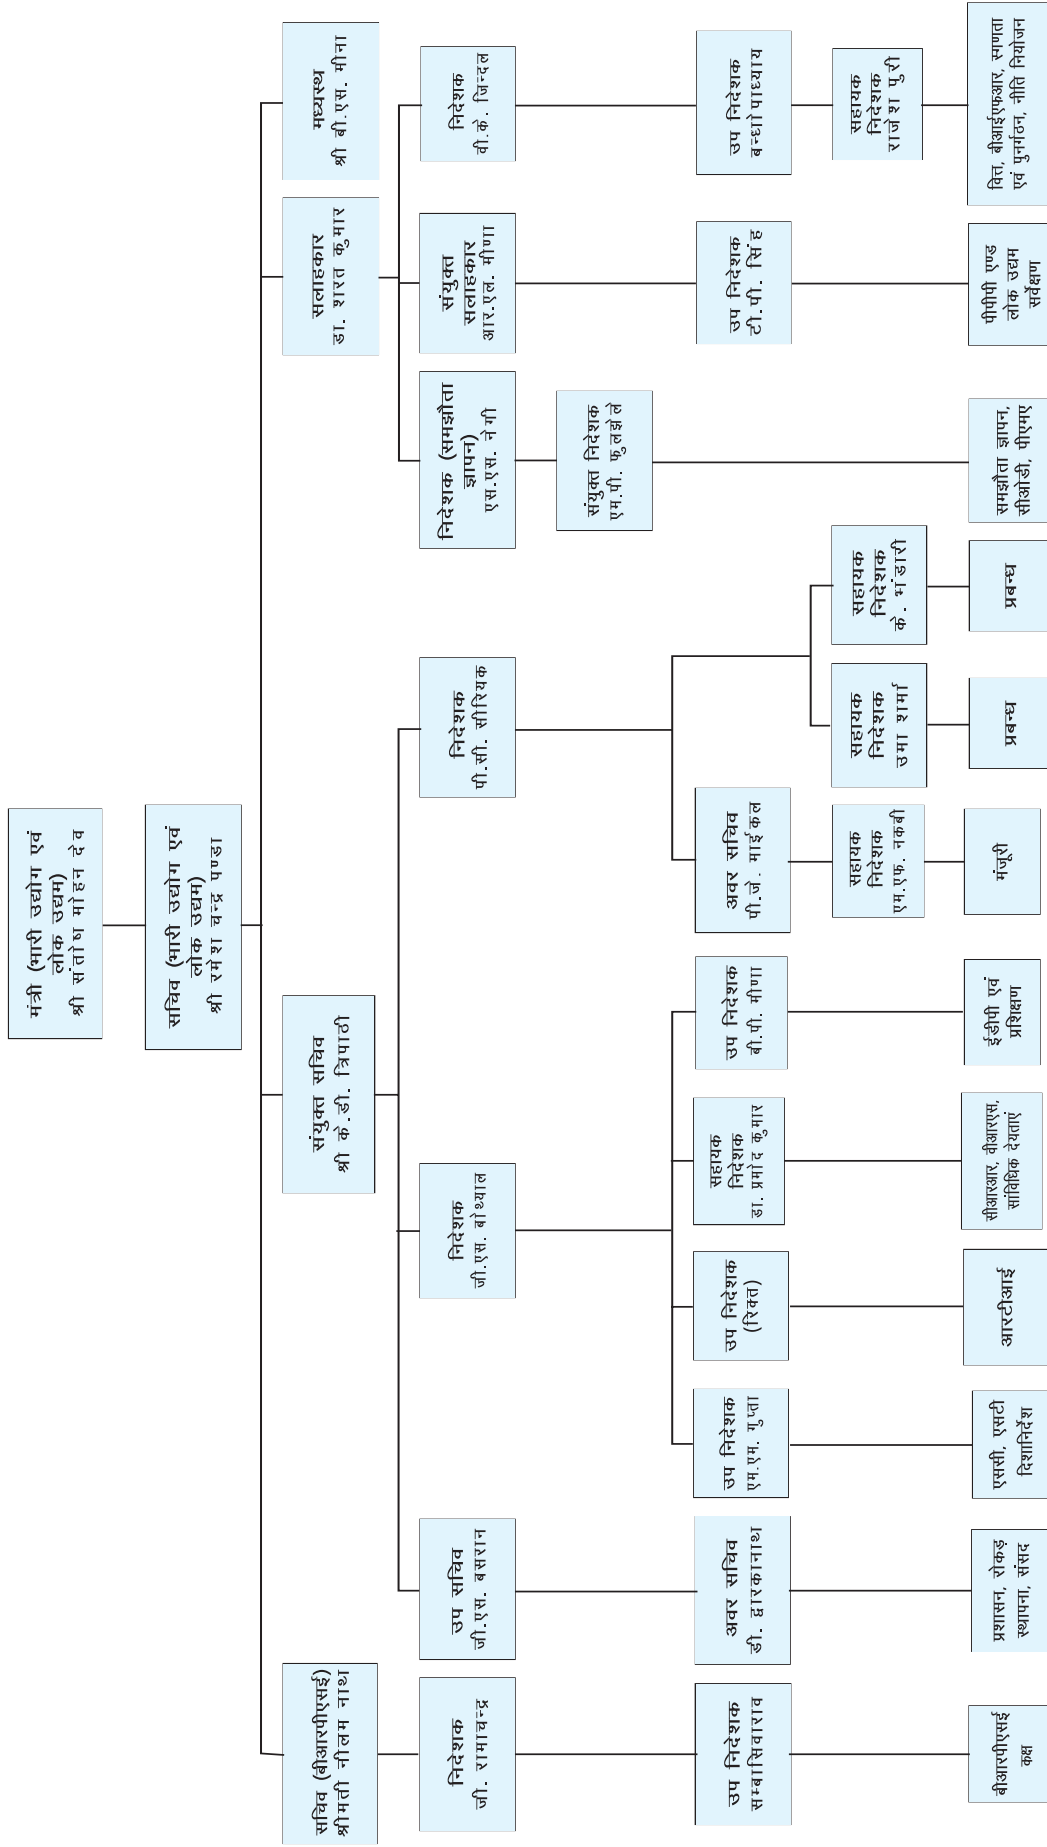 मंत्री (भारी उद्योग एवं
लोक उद्यम)
श्री संतोष मोहन देव
सचिव (भारी उद्योग एवं
लोक उद्यम)
श्री रमेश चन्द्र पण्डा
सचिव (बीआरपीएसई)
श्रीमती नीलम नाथ
संयुक्त सचिव
श्री के.डी. त्रिपाठी
सलाहकार
डा. शरत कुमार
मध्यस्थ
श्री बी.एस. मीना
निदेशक
जी. रामाचन्द्र
उप सचिव
जी.एस. बसरान
निदेशक
जी.एस. बोथ्याल
निदेशक
पी.सी. सीरियक
निदेशक (समझौता
ज्ञापन)
एस.एस. नेगी
संयुक्त
सलाहकार
आर.एल. मीणा
निदेशक
वी.के. जिन्दल
संयुक्त निदेशक
एम.पी. फुलझेले
उप निदेशक
सम्बासिवाराव
अवर सचिव
डी. द्वारकानाथ
उप निदेशक
एम.एम. गुप्ता
उप निदेशक
(रिक्त)
सहायक
निदेशक
डा. प्रमोद कुमार
उप निदेशक
बी.पी. मीणा
अवर सचिव
पी.जे. माईकल
उप निदेशक
टी.पी. सिंह
उप निदेशक
बन्धोपाध्याय
सहायक
निदेशक
एम.एफ. नकबी
सहायक
निदेशक
उमा शर्मा
सहायक
निदेशक
के. भंडारी
सहायक
निदेशक
राजेश पुरी
बीआरपीएसई
कक्ष
प्रशासन, रोकड़
स्थापना, संसद
एससी, एसटी
दिशानिर्देश
आरटीआई
सीआरआर, वीआरएस,
सांविधिक देयताएं
ईडीपी एवं
प्रशिक्षण
मंजूरी
प्रबन्ध
प्रबन्ध
समझौता ज्ञापन,
सीओडी, पीएमए
पीपीपी एण्ड
लोक उद्यम
सर्वेक्षण
वित्त, बीआईएफआर, रुग्णता
एवं पुनर्गठन, नीति नियोजन